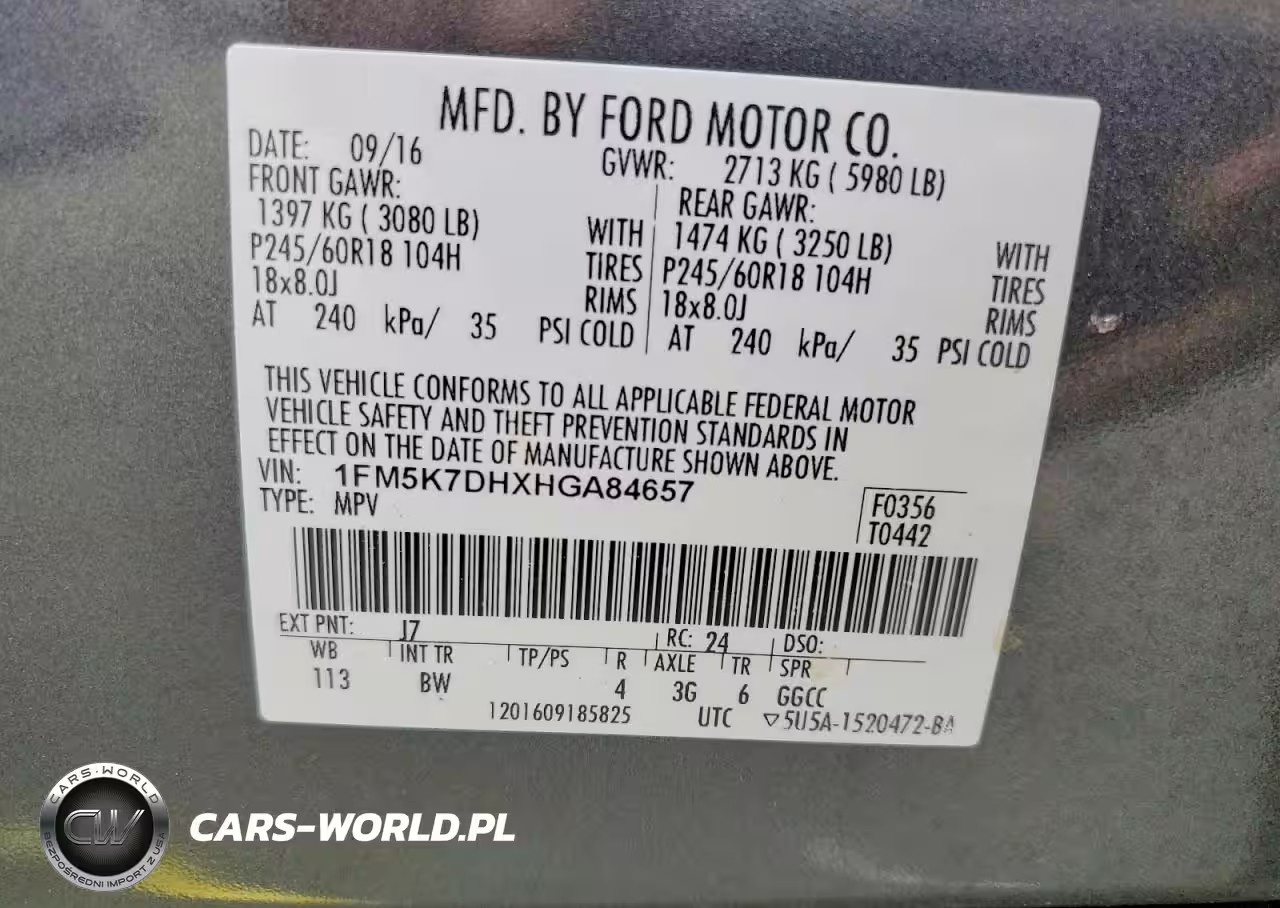 MFD. BY FORD MOTOR CO.
DATE: 09/16 GVWR: 2713 KG ( 5980 LB)
FRONT GAWR: REAR GAWR:
1397 KG ( 3080 LB) WITH 1474 KG ( 3250 LB) WITH
P245/60R18 104H TIRES P245/60R18 104H TIRES
18x8.0J RIMS 18x8.0J RIMS
AT 240 kPa/ 35 PSI COLD AT 240 kPa/ 35 PSI COLD
THIS VEHICLE CONFORMS TO ALL APPLICABLE FEDERAL MOTOR
VEHICLE SAFETY AND THEFT PREVENTION STANDARDS IN
EFFECT ON THE DATE OF MANUFACTURE SHOWN ABOVE.
VIN: 1FM5K7DHXHGA84657
TYPE: MPV
F0356
T0442
EXT PNT: J7 RC: 24 DSO:
WB INT TR TP/PS R AXLE TR SPR
113 BW 4 3G 6 GGCC
1201609185825 UTC ▽5U5A-1520472-BA
CARS-WORLD
CW
BEZPOŚREDNI IMPORT Z USA
CARS-WORLD.PL